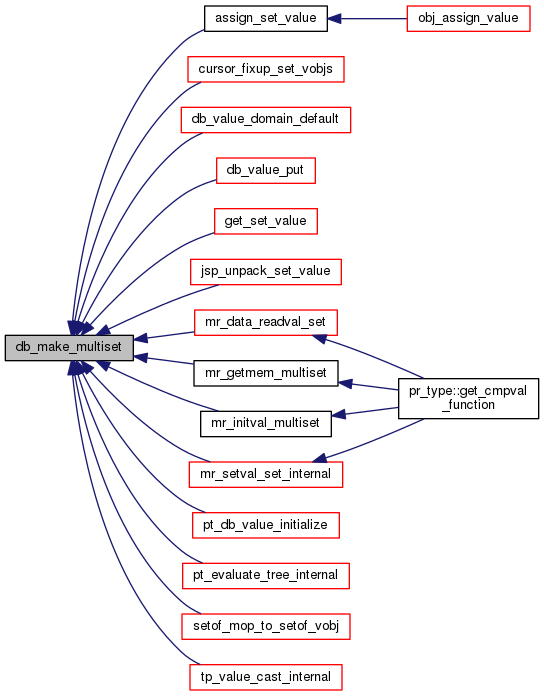 assign_set_value
obj_assign_value
cursor_fixup_set_vobjs
db_value_domain_default
db_value_put
get_set_value
jsp_unpack_set_value
mr_data_readval_set
db_make_multiset
mr_getmem_multiset
pr_type::get_cmpval
_function
mr_initval_multiset
mr_setval_set_internal
pt_db_value_initialize
pt_evaluate_tree_internal
setof_mop_to_setof_vobj
tp_value_cast_internal